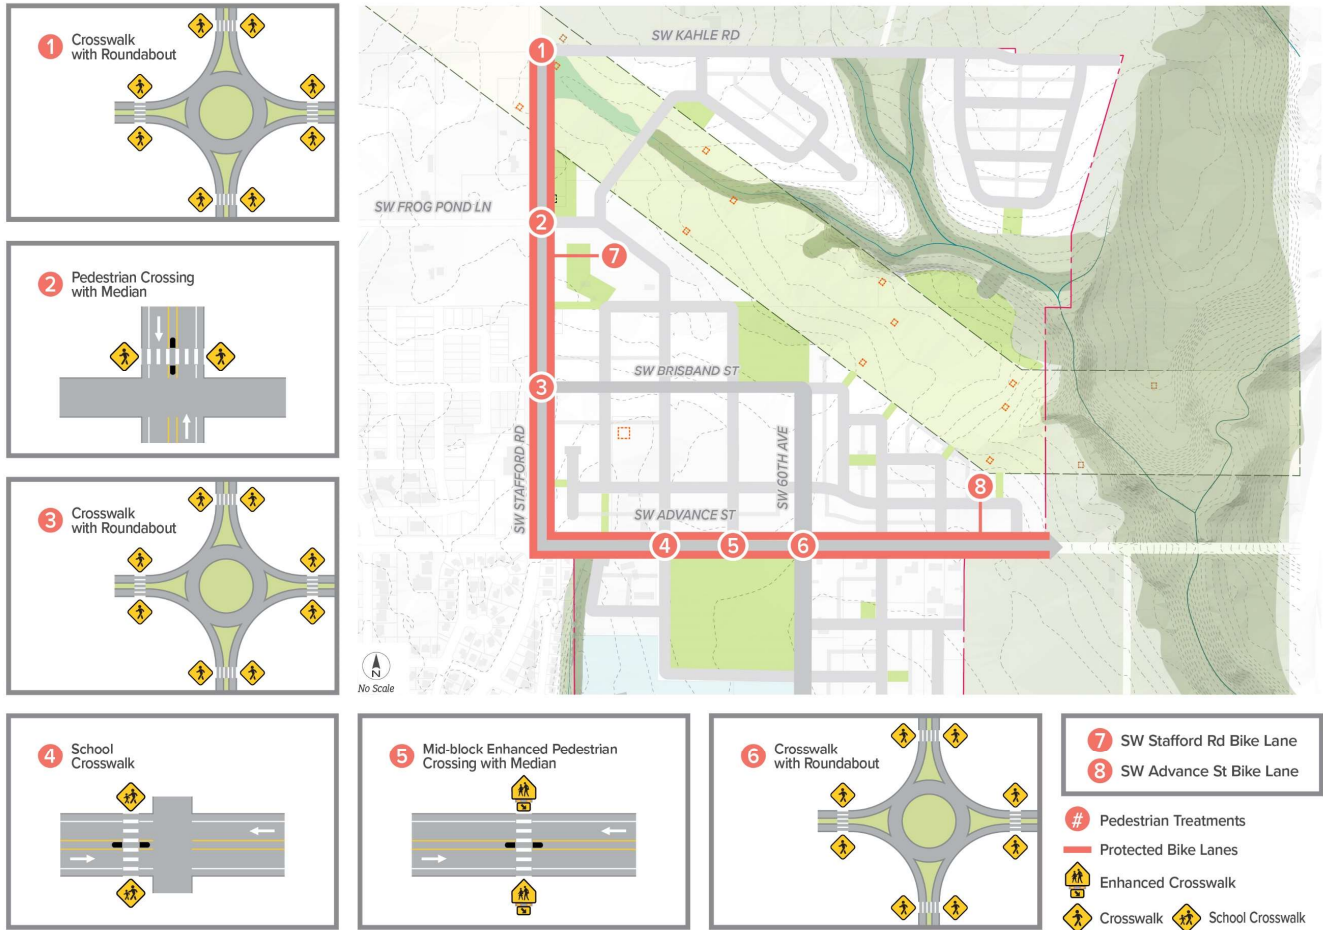 1 Crosswalk
with Roundabout
2 Pedestrian Crossing
with Median
3 Crosswalk
with Roundabout
SW KAHLE RD
1
SW FROG POND LN
2
7
SW BRISBAND ST
3
SW STAFFORD RD
SW 60TH AVE
8
SW ADVANCE ST
4
5
6
N
No Scale
4 School
Crosswalk
5 Mid-block Enhanced Pedestrian
Crossing with Median
6 Crosswalk
with Roundabout
7 SW Stafford Rd Bike Lane
8 SW Advance St Bike Lane
# Pedestrian Treatments
Protected Bike Lanes
Enhanced Crosswalk
Crosswalk School Crosswalk